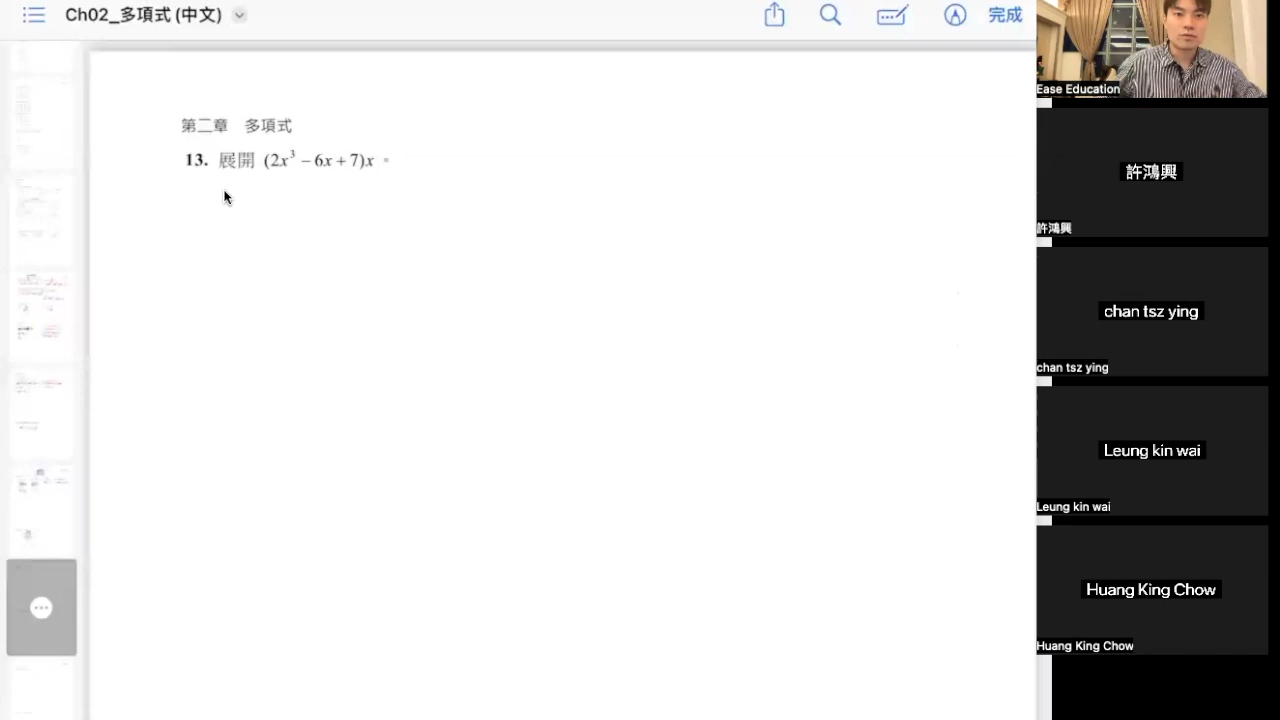 Ch02_多項式 (中文)
完成
第二章 多項式
13. 展開 (2x³ − 6x + 7)x。
Ease Education
許鴻興
許鴻興
chan tsz ying
chan tsz ying
Leung kin wai
Leung kin wai
Huang King Chow
Huang King Chow